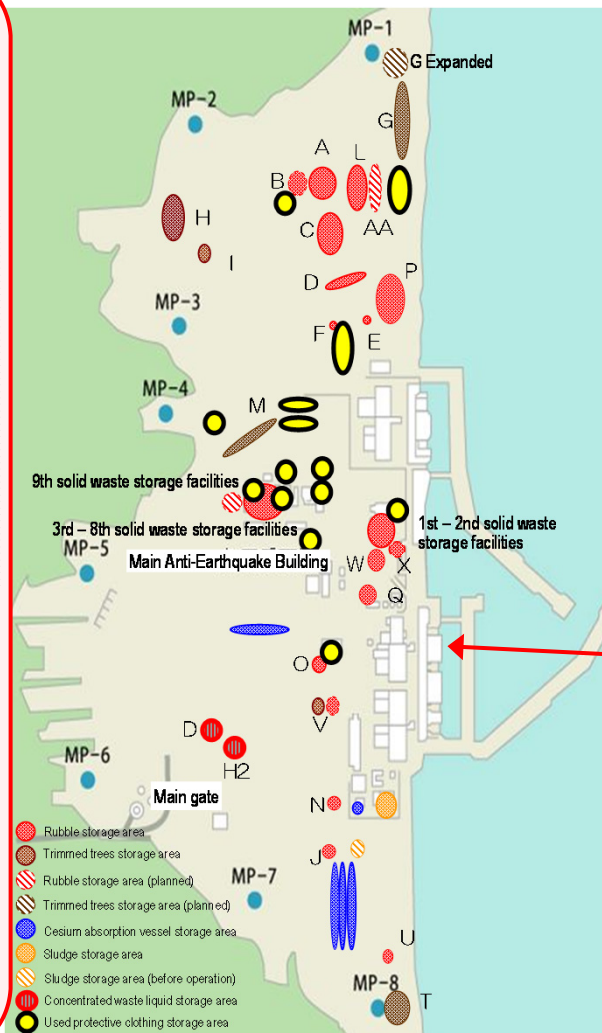 MP-1
G Expanded
MP-2
G
A
L
B
H
C
AA
I
D
P
MP-3
F
E
MP-4
M
9th solid waste storage facilities
3rd – 8th solid waste storage facilities
1st – 2nd solid waste
storage facilities
MP-5
Main Anti-Earthquake Building
W
X
Q
O
V
D
H2
MP-6
Main gate
N
J
MP-7
U
MP-8
T
Rubble storage area
Trimmed trees storage area
Rubble storage area (planned)
Trimmed trees storage area (planned)
Cesium absorption vessel storage area
Sludge storage area
Sludge storage area (before operation)
Concentrated waste liquid storage area
Used protective clothing storage area